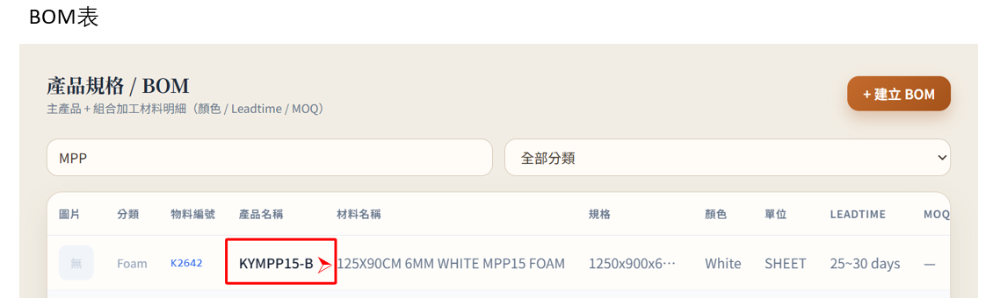 BOM表
產品規格 / BOM
+ 建立 BOM
主產品 + 組合加工材料明細（顏色 / Leadtime / MOQ）
MPP
全部分類
圖片 分類 物料編號 產品名稱 材料名稱 規格 顏色 單位 LEADTIME MOQ
無 Foam K2642 KYMPP15-B 125X90CM 6MM WHITE MPP15 FOAM 1250x900x6… White SHEET 25~30 days —